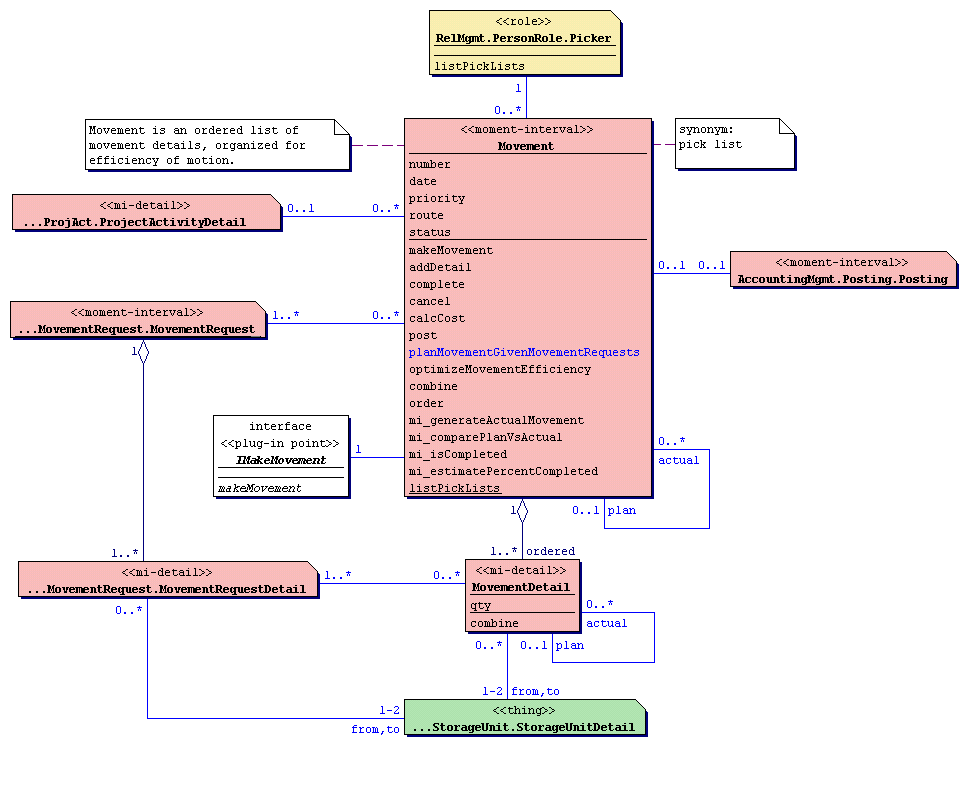 <<role>>
RelMgmt.PersonRole.Picker
listPickLists
1
0..*
Movement is an ordered list of
movement details, organized for
efficiency of motion.
<<moment-interval>>
Movement
number
date
priority
route
status
makeMovement
addDetail
complete
cancel
calcCost
post
planMovementGivenMovementRequests
optimizeMovementEfficiency
combine
order
mi_generateActualMovement
mi_comparePlanVsActual
mi_isCompleted
mi_estimatePercentCompleted
listPickLists
synonym:
pick list
<<mi-detail>>
...ProjAct.ProjectActivityDetail
0..1
0..*
0..1
0..1
<<moment-interval>>
AccountingMgmt.Posting.Posting
<<moment-interval>>
...MovementRequest.MovementRequest
1..*
0..*
1
interface
<<plug-in point>>
IMakeMovement
makeMovement
1
0..*
actual
0..1
plan
1
1..*
ordered
1..*
<<mi-detail>>
...MovementRequest.MovementRequestDetail
1..*
0..*
<<mi-detail>>
MovementDetail
qty
combine
0..*
actual
0..1
plan
0..*
0..*
1-2
from,to
1-2
from,to
<<thing>>
...StorageUnit.StorageUnitDetail